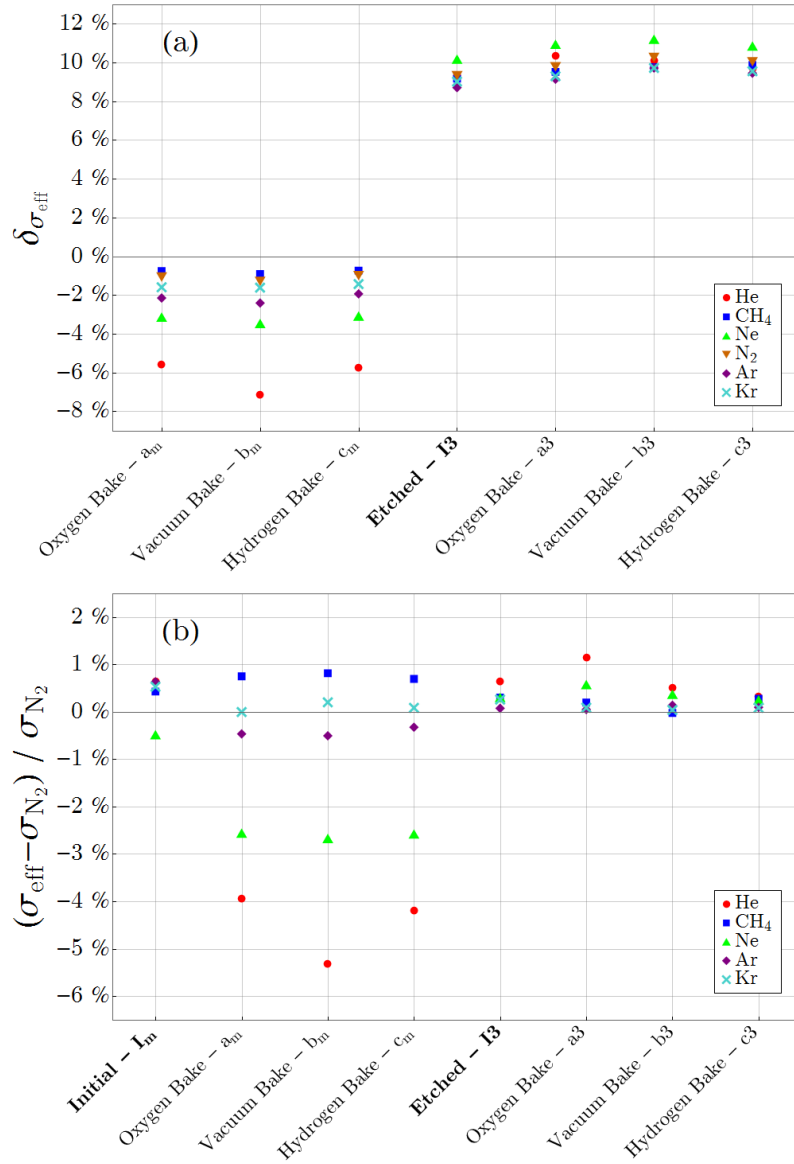 (a)
12 %
10 %
8 %
6 %
4 %
2 %
0 %
−2 %
−4 %
−6 %
−8 %
δσeff
He
CH4
Ne
N2
Ar
Kr
Oxygen Bake − am
Vacuum Bake − bm
Hydrogen Bake − cm
Etched − I3
Oxygen Bake − a3
Vacuum Bake − b3
Hydrogen Bake − c3
(b)
2 %
1 %
0 %
−1 %
−2 %
−3 %
−4 %
−5 %
−6 %
(σeff−σN2) / σN2
He
CH4
Ne
Ar
Kr
Initial − Im
Oxygen Bake − am
Vacuum Bake − bm
Hydrogen Bake − cm
Etched − I3
Oxygen Bake − a3
Vacuum Bake − b3
Hydrogen Bake − c3